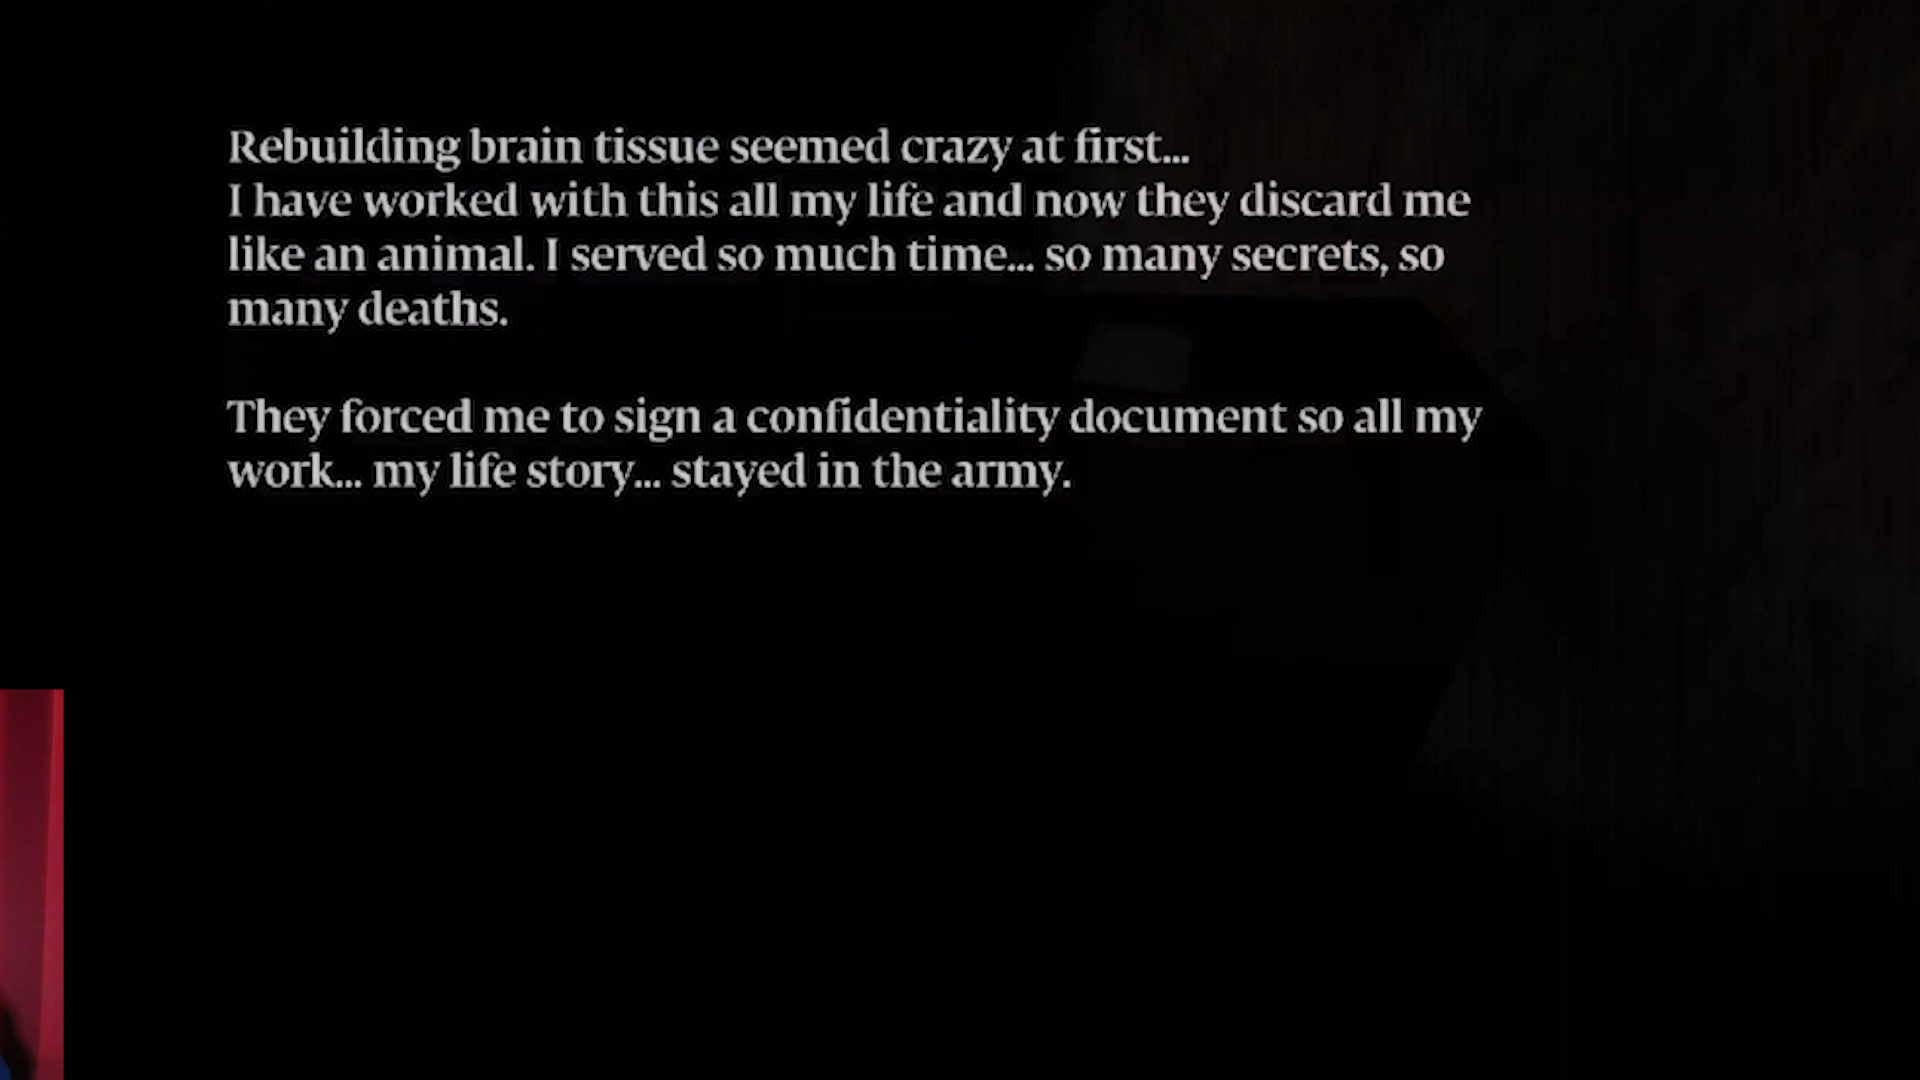 Rebuilding brain tissue seemed crazy at first...
I have worked with this all my life and now they discard me
like an animal. I served so much time... so many secrets, so
many deaths.
They forced me to sign a confidentiality document so all my
work... my life story... stayed in the army.